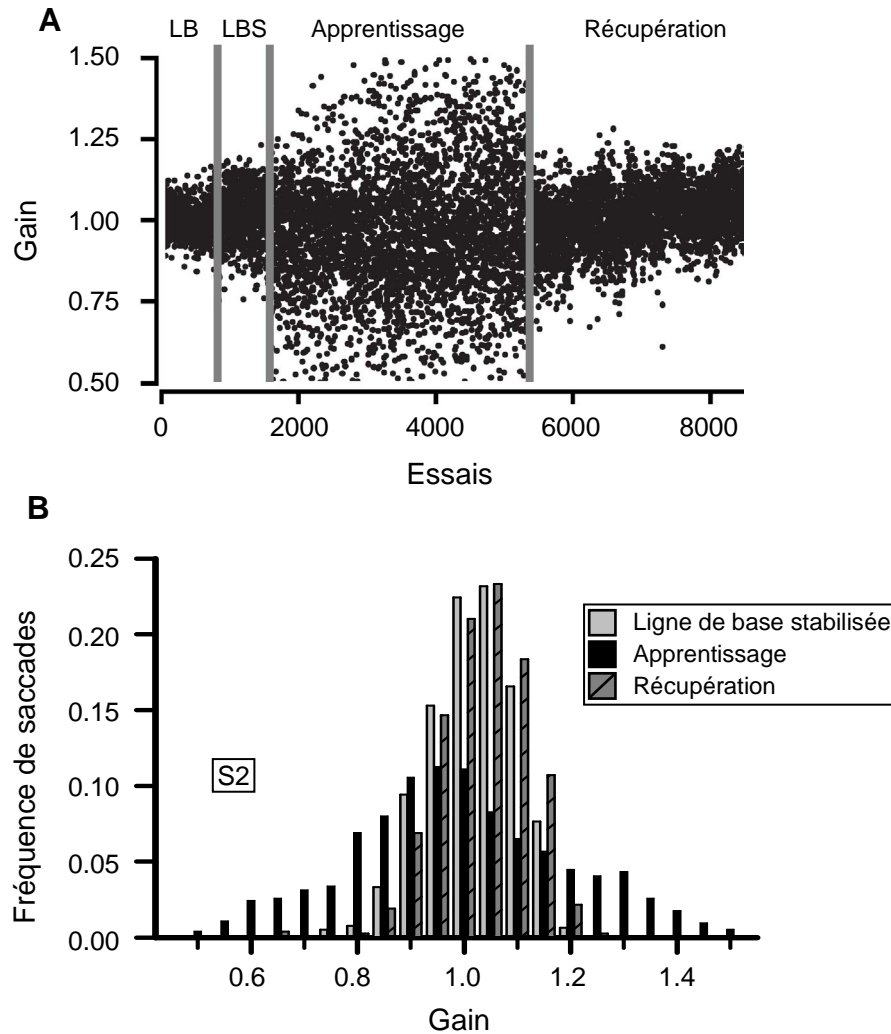 A
LB LBS Apprentissage Récupération
1.50
1.25
1.00
0.75
0.50
Gain
0 2000 4000 6000 8000
Essais
B
0.25
0.20
0.15
0.10
0.05
0.00
Fréquence de saccades
Ligne de base stabilisée
Apprentissage
Récupération
S2
0.6 0.8 1.0 1.2 1.4
Gain